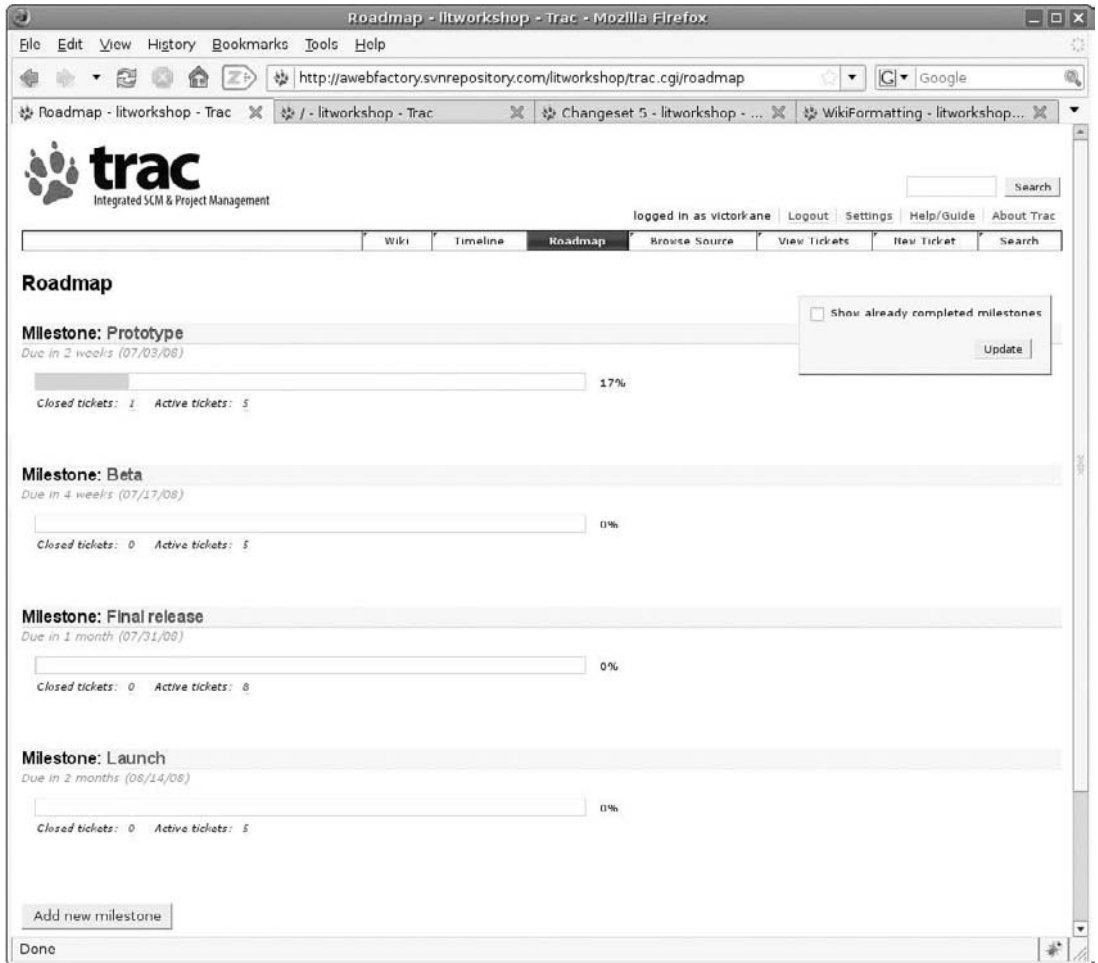 Roadmap - litworkshop - Trac - Mozilla Firefox
File Edit View History Bookmarks Tools Help
http://awebfactory.svnrepository.com/litworkshop/trac.cgi/roadmap
G Google
Roadmap - litworkshop - Trac
/ - litworkshop - Trac
Changeset 5 - litworkshop - ...
WikiFormatting - litworkshop...
trac
Integrated SCM & Project Management
Search
logged in as victorkane Logout Settings Help/Guide About Trac
Wiki Timeline Roadmap Browse Source View Tickets New Ticket Search
Roadmap
Show already completed milestones
Update
Milestone: Prototype
Due in 2 weeks (07/03/08)
17%
Closed tickets: 1 Active tickets: 5
Milestone: Beta
Due in 4 weeks (07/17/08)
0%
Closed tickets: 0 Active tickets: 5
Milestone: Final release
Due in 1 month (07/31/08)
0%
Closed tickets: 0 Active tickets: 8
Milestone: Launch
Due in 2 months (08/14/08)
0%
Closed tickets: 0 Active tickets: 5
Add new milestone
Done